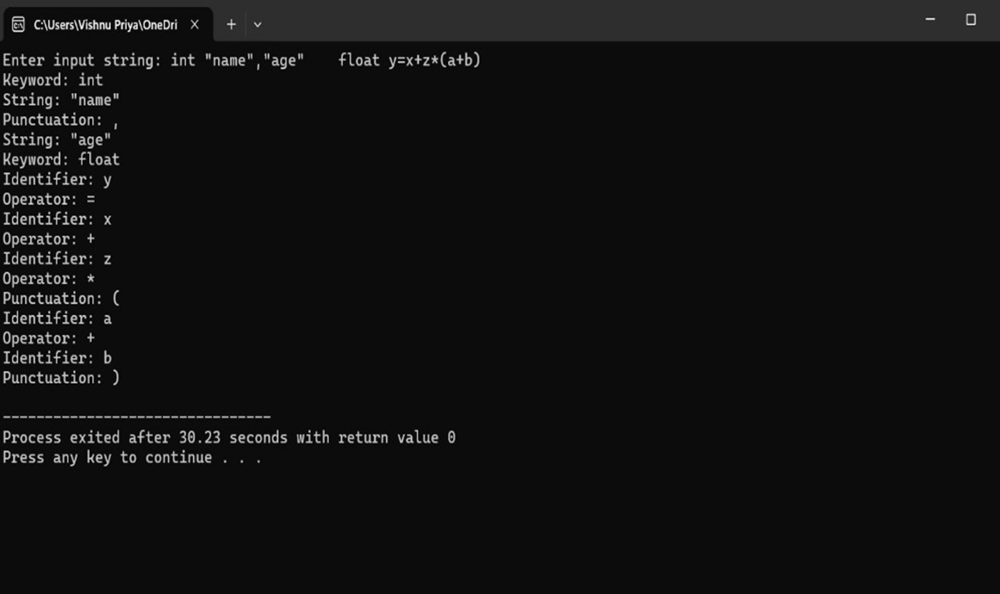 C:\Users\Vishnu Priya\OneDri
Enter input string: int "name","age"    float y=x+z*(a+b)
Keyword: int
String: "name"
Punctuation: ,
String: "age"
Keyword: float
Identifier: y
Operator: =
Identifier: x
Operator: +
Identifier: z
Operator: *
Punctuation: (
Identifier: a
Operator: +
Identifier: b
Punctuation: )
--------------------------------
Process exited after 30.23 seconds with return value 0
Press any key to continue . . .